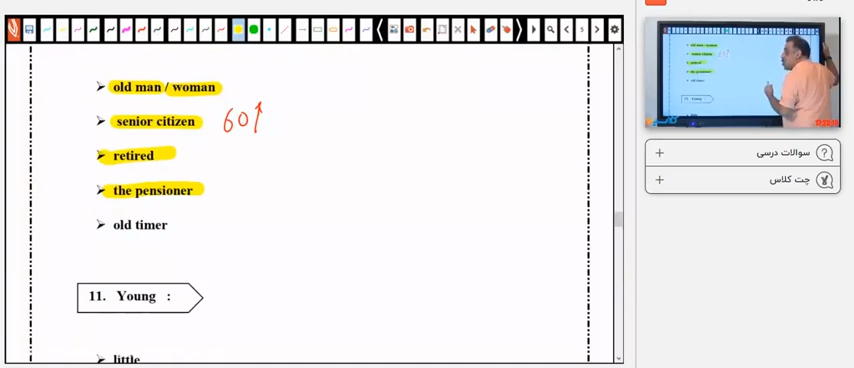 old man / woman
senior citizen 60↑
retired
the pensioner
old timer
11. Young :
little
سوالات درسی
چت کلاس